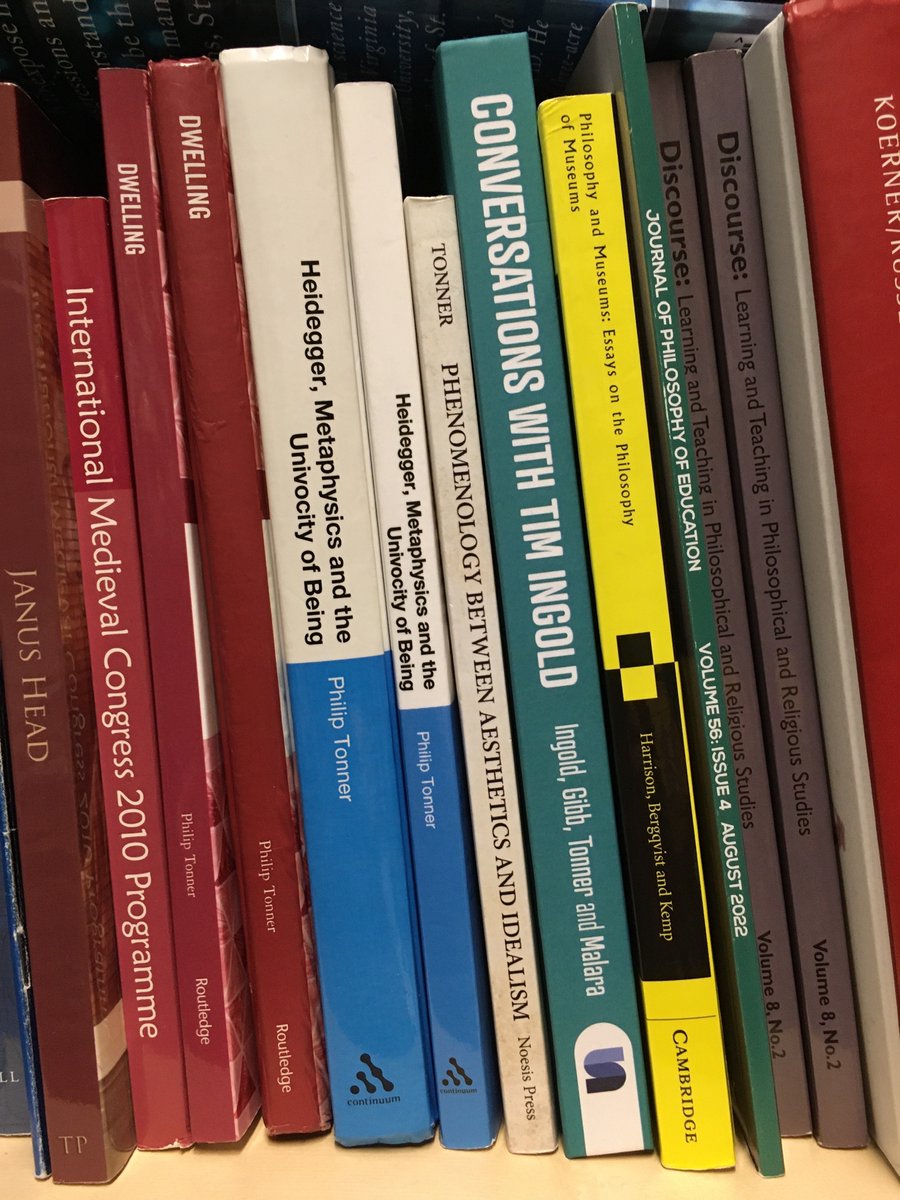 JANUS HEAD
TP
International Medieval Congress 2010 Programme
DWELLING
Philip Tonner
Routledge
DWELLING
Philip Tonner
Routledge
Heidegger, Metaphysics and the
Univocity of Being
Philip Tonner
continuum
Heidegger, Metaphysics and the
Univocity of Being
Philip Tonner
continuum
TONNER
PHENOMENOLOGY BETWEEN AESTHETICS AND IDEALISM
Noesis Press
CONVERSATIONS WITH TIM INGOLD
Ingold, Gibb, Tonner and Malara
Philosophy and Museums: Essays on the Philosophy
of Museums
Harrison, Bergqvist and Kemp
CAMBRIDGE
JOURNAL OF PHILOSOPHY OF EDUCATION
VOLUME 56: ISSUE 4 AUGUST 2022
Discourse: Learning and Teaching in Philosophical and Religious Studies
Volume 8, No.2
Discourse: Learning and Teaching in Philosophical and Religious Studies
Volume 8, No.2